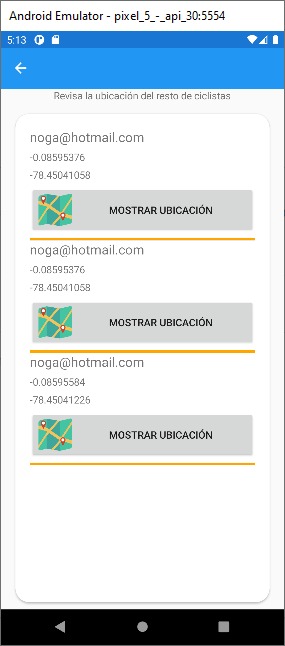 Android Emulator - pixel_5_-_api_30:5554
5:13
Revisa la ubicación del resto de ciclistas
noga@hotmail.com
-0.08595376
-78.45041058
MOSTRAR UBICACIÓN
noga@hotmail.com
-0.08595376
-78.45041058
MOSTRAR UBICACIÓN
noga@hotmail.com
-0.08595584
-78.45041226
MOSTRAR UBICACIÓN